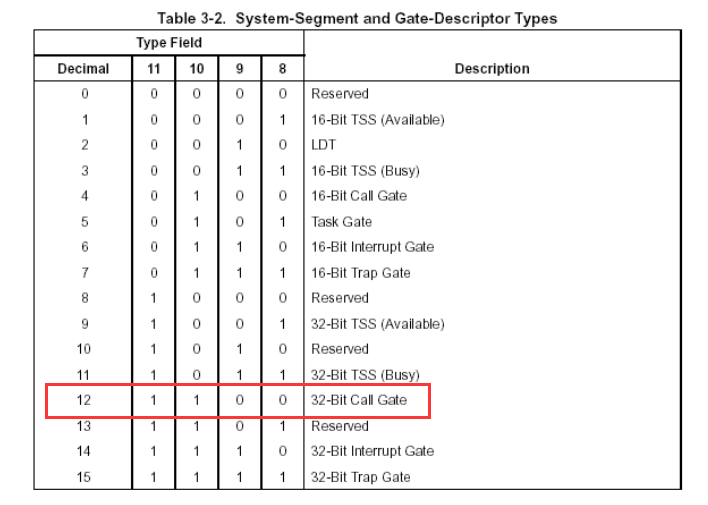 Table 3-2. System-Segment and Gate-Descriptor Types
Type Field
Decimal 11 10 9 8 Description
0 0 0 0 0 Reserved
1 0 0 0 1 16-Bit TSS (Available)
2 0 0 1 0 LDT
3 0 0 1 1 16-Bit TSS (Busy)
4 0 1 0 0 16-Bit Call Gate
5 0 1 0 1 Task Gate
6 0 1 1 0 16-Bit Interrupt Gate
7 0 1 1 1 16-Bit Trap Gate
8 1 0 0 0 Reserved
9 1 0 0 1 32-Bit TSS (Available)
10 1 0 1 0 Reserved
11 1 0 1 1 32-Bit TSS (Busy)
12 1 1 0 0 32-Bit Call Gate
13 1 1 0 1 Reserved
14 1 1 1 0 32-Bit Interrupt Gate
15 1 1 1 1 32-Bit Trap Gate